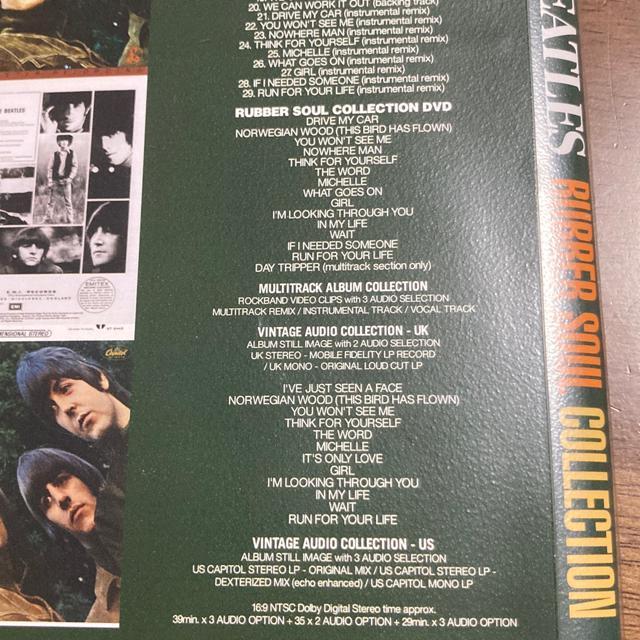 20. WE CAN WORK IT OUT (backing track)
21. DRIVE MY CAR (instrumental remix)
22. YOU WON'T SEE ME (instrumental remix)
23. NOWHERE MAN (instrumental remix)
24. THINK FOR YOURSELF (instrumental remix)
25. MICHELLE (instrumental remix)
26. WHAT GOES ON (instrumental remix)
27. GIRL (instrumental remix)
28. IF I NEEDED SOMEONE (instrumental remix)
29. RUN FOR YOUR LIFE (instrumental remix)
RUBBER SOUL COLLECTION DVD
DRIVE MY CAR
NORWEGIAN WOOD (THIS BIRD HAS FLOWN)
YOU WON'T SEE ME
NOWHERE MAN
THINK FOR YOURSELF
THE WORD
MICHELLE
WHAT GOES ON
GIRL
I'M LOOKING THROUGH YOU
IN MY LIFE
WAIT
IF I NEEDED SOMEONE
RUN FOR YOUR LIFE
DAY TRIPPER (multitrack section only)
MULTITRACK ALBUM COLLECTION
ROCKBAND VIDEO CLIPS with 3 AUDIO SELECTION
MULTITRACK REMIX / INSTRUMENTAL TRACK / VOCAL TRACK
VINTAGE AUDIO COLLECTION - UK
ALBUM STILL IMAGE with 2 AUDIO SELECTION
UK STEREO - MOBILE FIDELITY LP RECORD
/ UK MONO - ORIGINAL LOUD CUT LP
I'VE JUST SEEN A FACE
NORWEGIAN WOOD (THIS BIRD HAS FLOWN)
YOU WON'T SEE ME
THINK FOR YOURSELF
THE WORD
MICHELLE
IT'S ONLY LOVE
GIRL
I'M LOOKING THROUGH YOU
IN MY LIFE
WAIT
RUN FOR YOUR LIFE
VINTAGE AUDIO COLLECTION - US
ALBUM STILL IMAGE with 3 AUDIO SELECTION
US CAPITOL STEREO LP - ORIGINAL MIX / US CAPITOL STEREO LP -
DEXTERIZED MIX (echo enhanced) / US CAPITOL MONO LP
16:9 NTSC Dolby Digital Stereo time approx.
39min. x 3 AUDIO OPTION + 35 x 2 AUDIO OPTION + 29min. x 3 AUDIO OPTION
BEATLES
E.M.I. RECORDS
EMITEX
EMI
Capitol
EATLES RUBBER SOUL COLLECTION